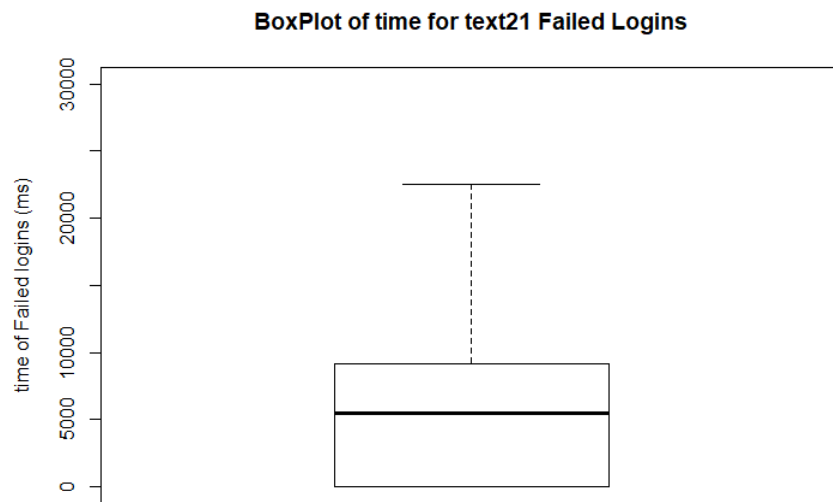 BoxPlot of time for text21 Failed Logins
time of Failed logins (ms)
30000
20000
10000
5000
0